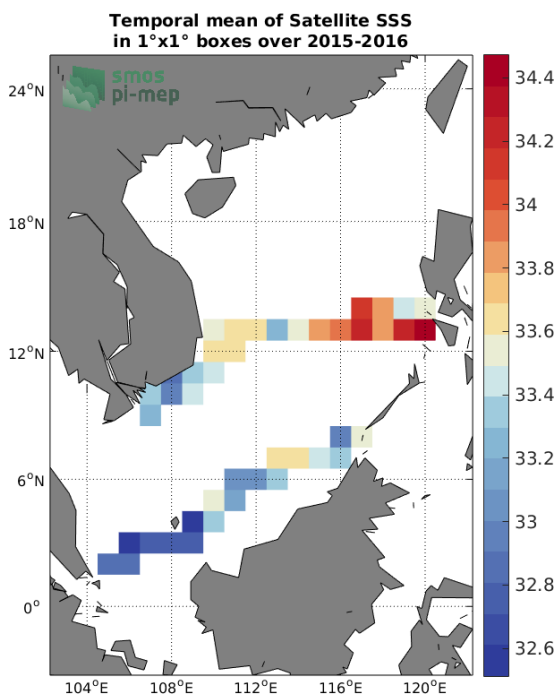 Temporal mean of Satellite SSS
in 1°x1° boxes over 2015-2016
smos
pi-mep
24°N
18°N
12°N
6°N
0°
104°E 108°E 112°E 116°E 120°E
34.4
34.2
34
33.8
33.6
33.4
33.2
33
32.8
32.6